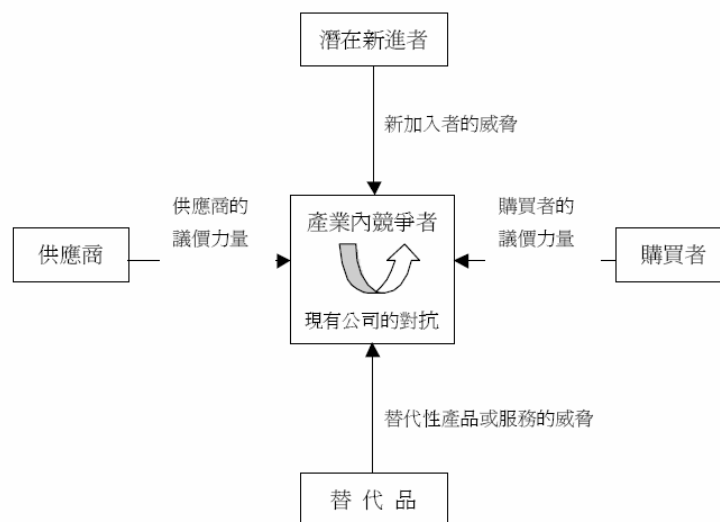 潛在新進者
新加入者的威脅
供應商的
議價力量
供應商
產業內競爭者
現有公司的對抗
購買者的
議價力量
購買者
替代性產品或服務的威脅
替 代 品